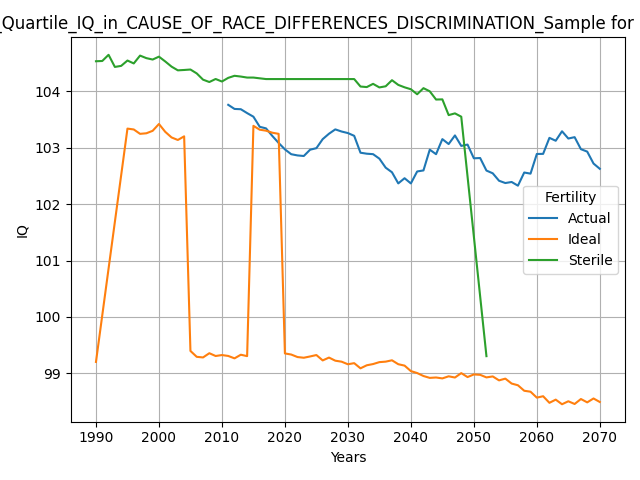 _Quartile_IQ_in_CAUSE_OF_RACE_DIFFERENCES_DISCRIMINATION_Sample for
IQ
104
103
102
101
100
99
Fertility
Actual
Ideal
Sterile
1990 2000 2010 2020 2030 2040 2050 2060 2070
Years